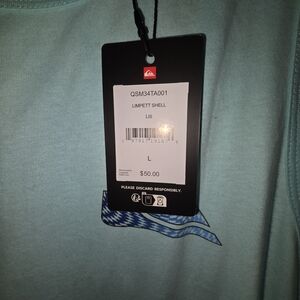 QSM34TA001
LIMPETT SHELL
L
$50.00
PLEASE DISCARD RESPONSIBLY.